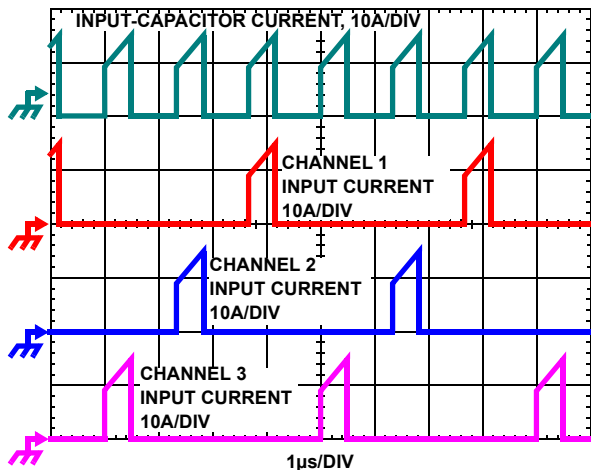 INPUT-CAPACITOR CURRENT, 10A/DIV
CHANNEL 1
INPUT CURRENT
10A/DIV
CHANNEL 2
INPUT CURRENT
10A/DIV
CHANNEL 3
INPUT CURRENT
10A/DIV
1µs/DIV